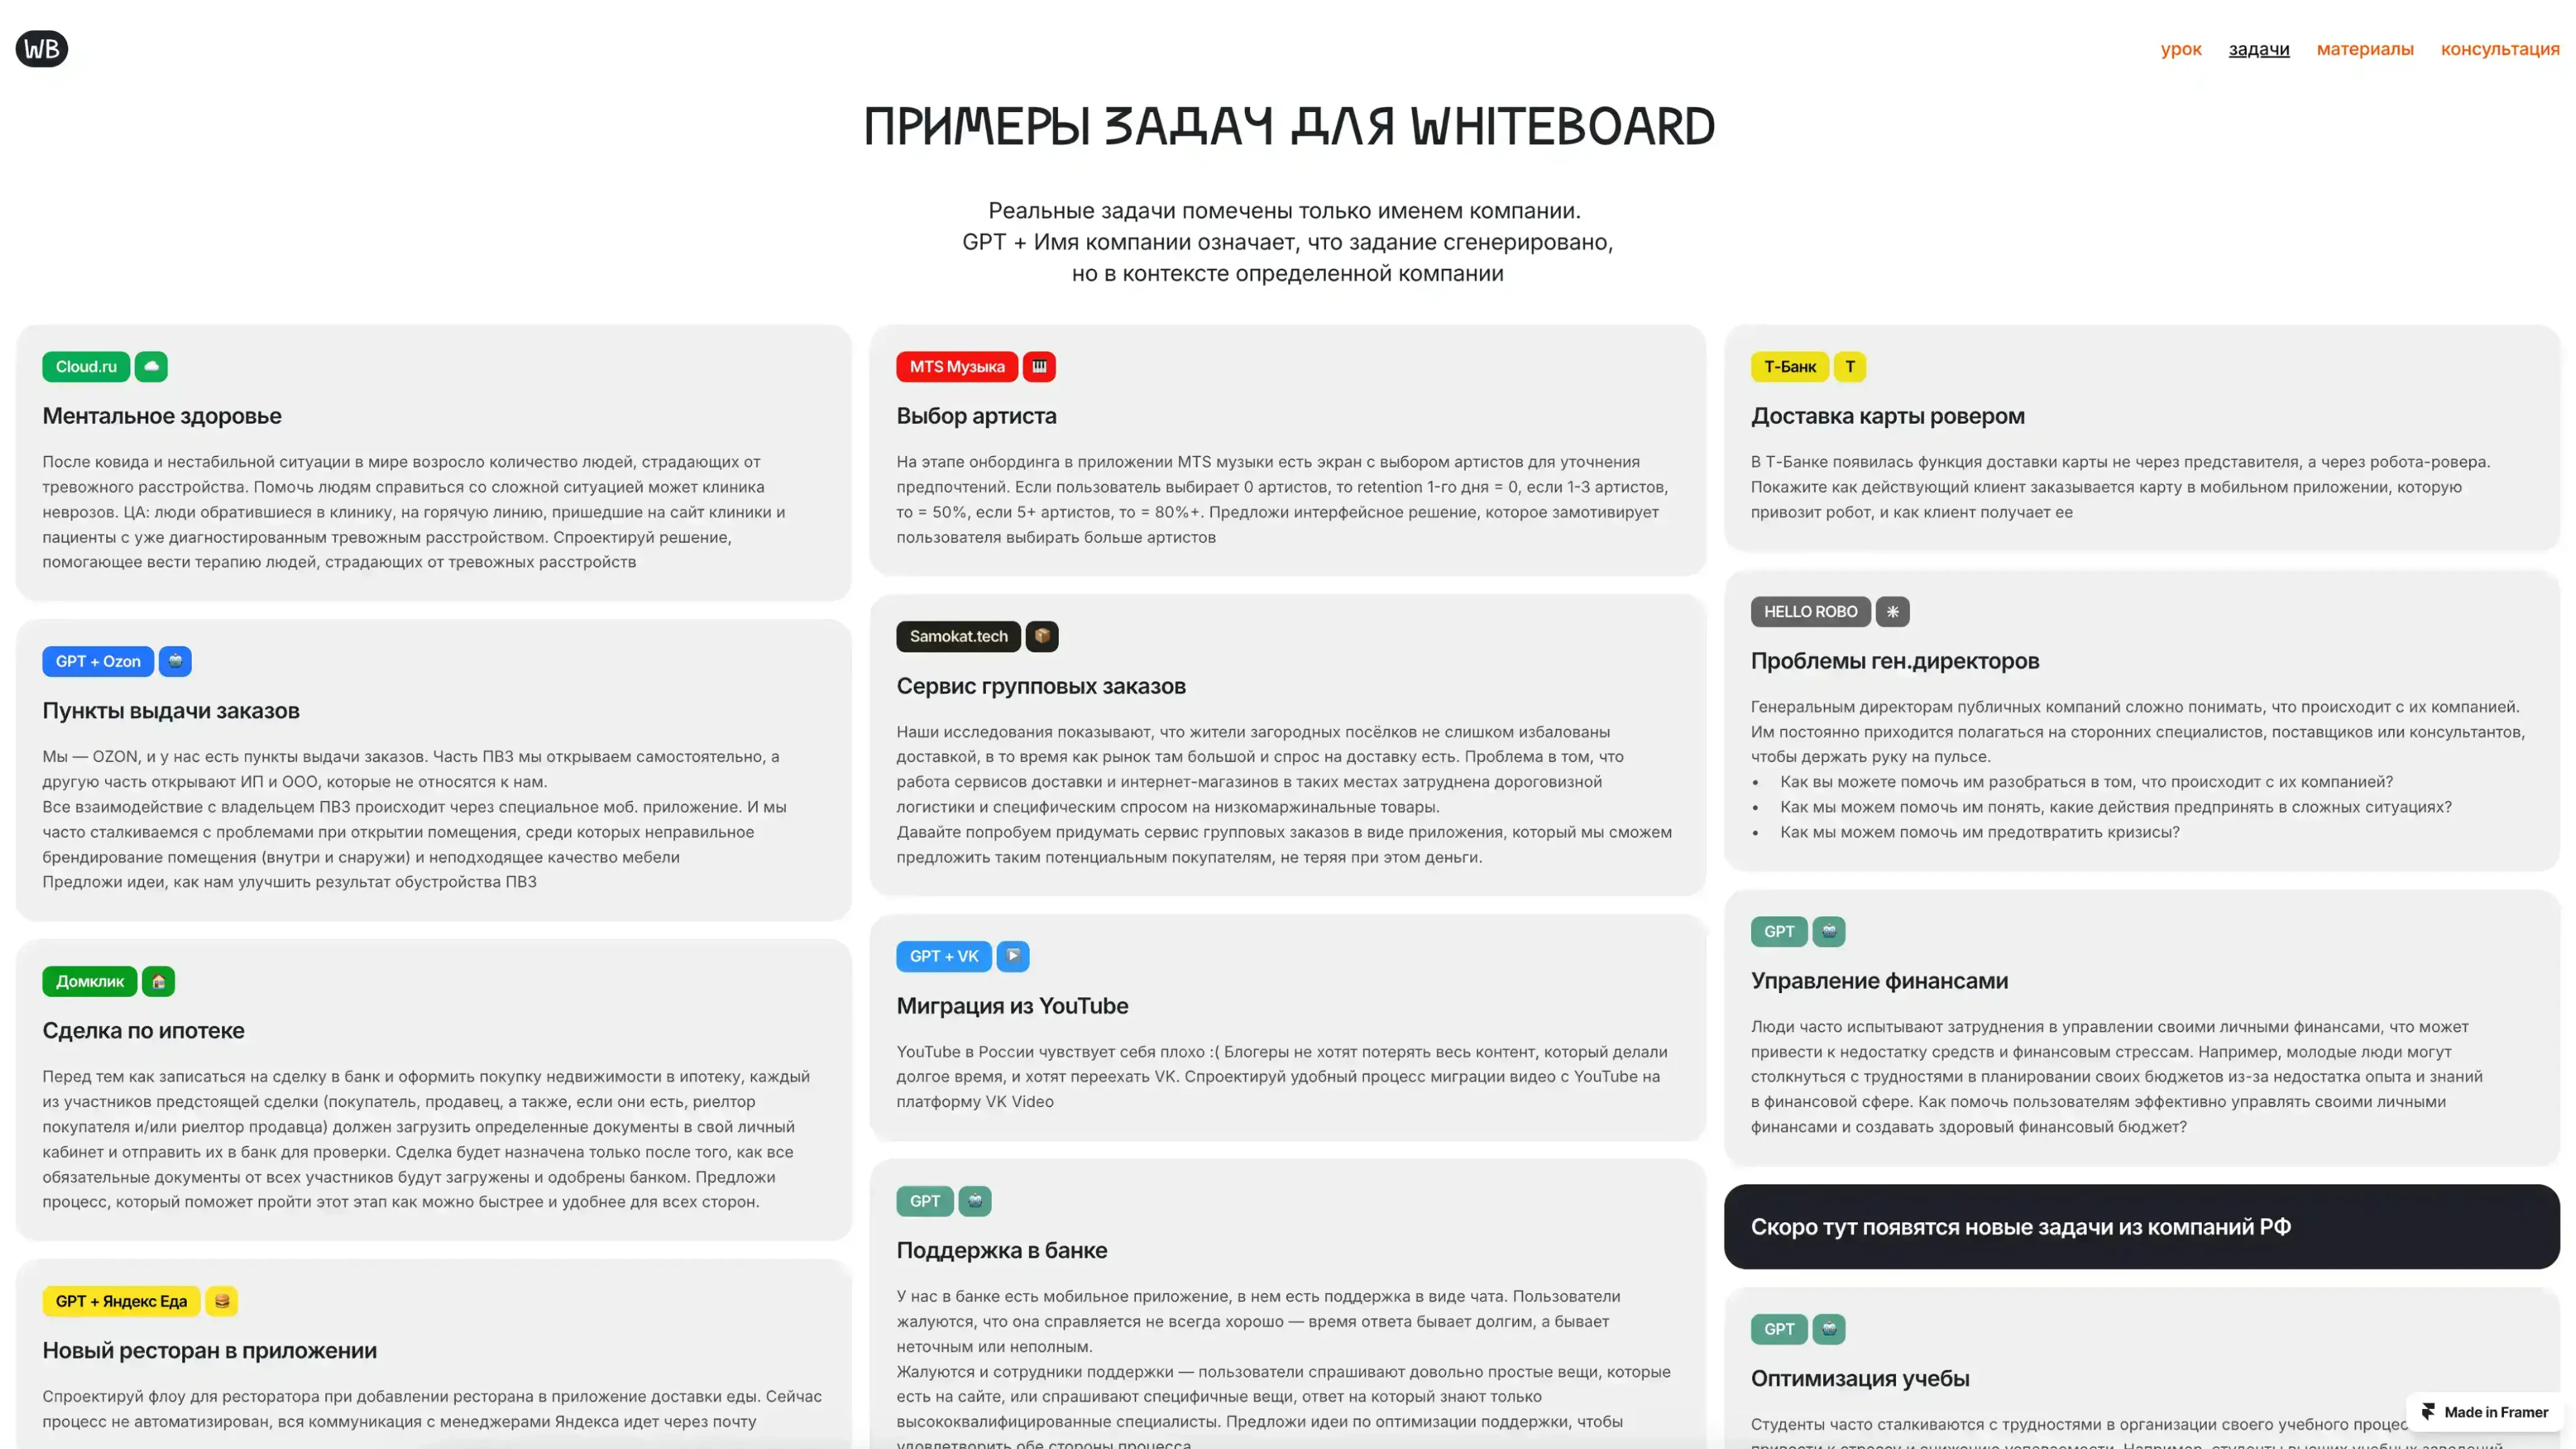 WB
урок задачи материалы консультация
ПРИМЕРЫ ЗАДАЧ ДЛЯ WHITEBOARD
Реальные задачи помечены только именем компании.
GPT + Имя компании означает, что задание сгенерировано,
но в контексте определенной компании
Cloud.ru
Ментальное здоровье
После ковида и нестабильной ситуации в мире возросло количество людей, страдающих от
тревожного расстройства. Помочь людям справиться со сложной ситуацией может клиника
неврозов. ЦА: люди обратившиеся в клинику, на горячую линию, пришедшие на сайт клиники и
пациенты с уже диагностированным тревожным расстройством. Спроектируй решение,
помогающее вести терапию людей, страдающих от тревожных расстройств
GPT + Ozon
Пункты выдачи заказов
Мы — OZON, и у нас есть пункты выдачи заказов. Часть ПВЗ мы открываем самостоятельно, а
другую часть открывают ИП и ООО, которые не относятся к нам.
Все взаимодействие с владельцем ПВЗ происходит через специальное моб. приложение. И мы
часто сталкиваемся с проблемами при открытии помещения, среди которых неправильное
брендирование помещения (внутри и снаружи) и неподходящее качество мебели
Предложи идеи, как нам улучшить результат обустройства ПВЗ
Домклик
Сделка по ипотеке
Перед тем как записаться на сделку в банк и оформить покупку недвижимости в ипотеку, каждый
из участников предстоящей сделки (покупатель, продавец, а также, если они есть, риелтор
покупателя и/или риелтор продавца) должен загрузить определенные документы в свой личный
кабинет и отправить их в банк для проверки. Сделка будет назначена только после того, как все
обязательные документы от всех участников будут загружены и одобрены банком. Предложи
процесс, который поможет пройти этот этап как можно быстрее и удобнее для всех сторон.
GPT + Яндекс Еда
Новый ресторан в приложении
Спроектируй флоу для ресторатора при добавлении ресторана в приложение доставки еды. Сейчас
процесс не автоматизирован, вся коммуникация с менеджерами Яндекса идет через почту
MTS Музыка
Выбор артиста
На этапе онбординга в приложении MTS музыки есть экран с выбором артистов для уточнения
предпочтений. Если пользователь выбирает 0 артистов, то retention 1-го дня = 0, если 1-3 артистов,
то = 50%, если 5+ артистов, то = 80%+. Предложи интерфейсное решение, которое замотивирует
пользователя выбирать больше артистов
Samokat.tech
Сервис групповых заказов
Наши исследования показывают, что жители загородных посёлков не слишком избалованы
доставкой, в то время как рынок там большой и спрос на доставку есть. Проблема в том, что
работа сервисов доставки и интернет-магазинов в таких местах затруднена дороговизной
логистики и специфическим спросом на низкомаржинальные товары.
Давайте попробуем придумать сервис групповых заказов в виде приложения, который мы сможем
предложить таким потенциальным покупателям, не теряя при этом деньги.
GPT + VK
Миграция из YouTube
YouTube в России чувствует себя плохо :( Блогеры не хотят потерять весь контент, который делали
долгое время, и хотят переехать VK. Спроектируй удобный процесс миграции видео с YouTube на
платформу VK Video
GPT
Поддержка в банке
У нас в банке есть мобильное приложение, в нем есть поддержка в виде чата. Пользователи
жалуются, что она справляется не всегда хорошо — время ответа бывает долгим, а бывает
неточным или неполным.
Жалуются и сотрудники поддержки — пользователи спрашивают довольно простые вещи, которые
есть на сайте, или спрашивают специфичные вещи, ответ на который знают только
высококвалифицированные специалисты. Предложи идеи по оптимизации поддержки, чтобы
удовлетворить обе стороны процесса
Т-Банк T
Доставка карты ровером
В Т-Банке появилась функция доставки карты не через представителя, а через робота-ровера.
Покажите как действующий клиент заказывается карту в мобильном приложении, которую
привозит робот, и как клиент получает ее
HELLO ROBO
Проблемы ген.директоров
Генеральным директорам публичных компаний сложно понимать, что происходит с их компанией.
Им постоянно приходится полагаться на сторонних специалистов, поставщиков или консультантов,
чтобы держать руку на пульсе.
• Как вы можете помочь им разобраться в том, что происходит с их компанией?
• Как мы можем помочь им понять, какие действия предпринять в сложных ситуациях?
• Как мы можем помочь им предотвратить кризисы?
GPT
Управление финансами
Люди часто испытывают затруднения в управлении своими личными финансами, что может
привести к недостатку средств и финансовым стрессам. Например, молодые люди могут
столкнуться с трудностями в планировании своих бюджетов из-за недостатка опыта и знаний
в финансовой сфере. Как помочь пользователям эффективно управлять своими личными
финансами и создавать здоровый финансовый бюджет?
Скоро тут появятся новые задачи из компаний РФ
GPT
Оптимизация учебы
Студенты часто сталкиваются с трудностями в организации своего учебного
Made in Framer